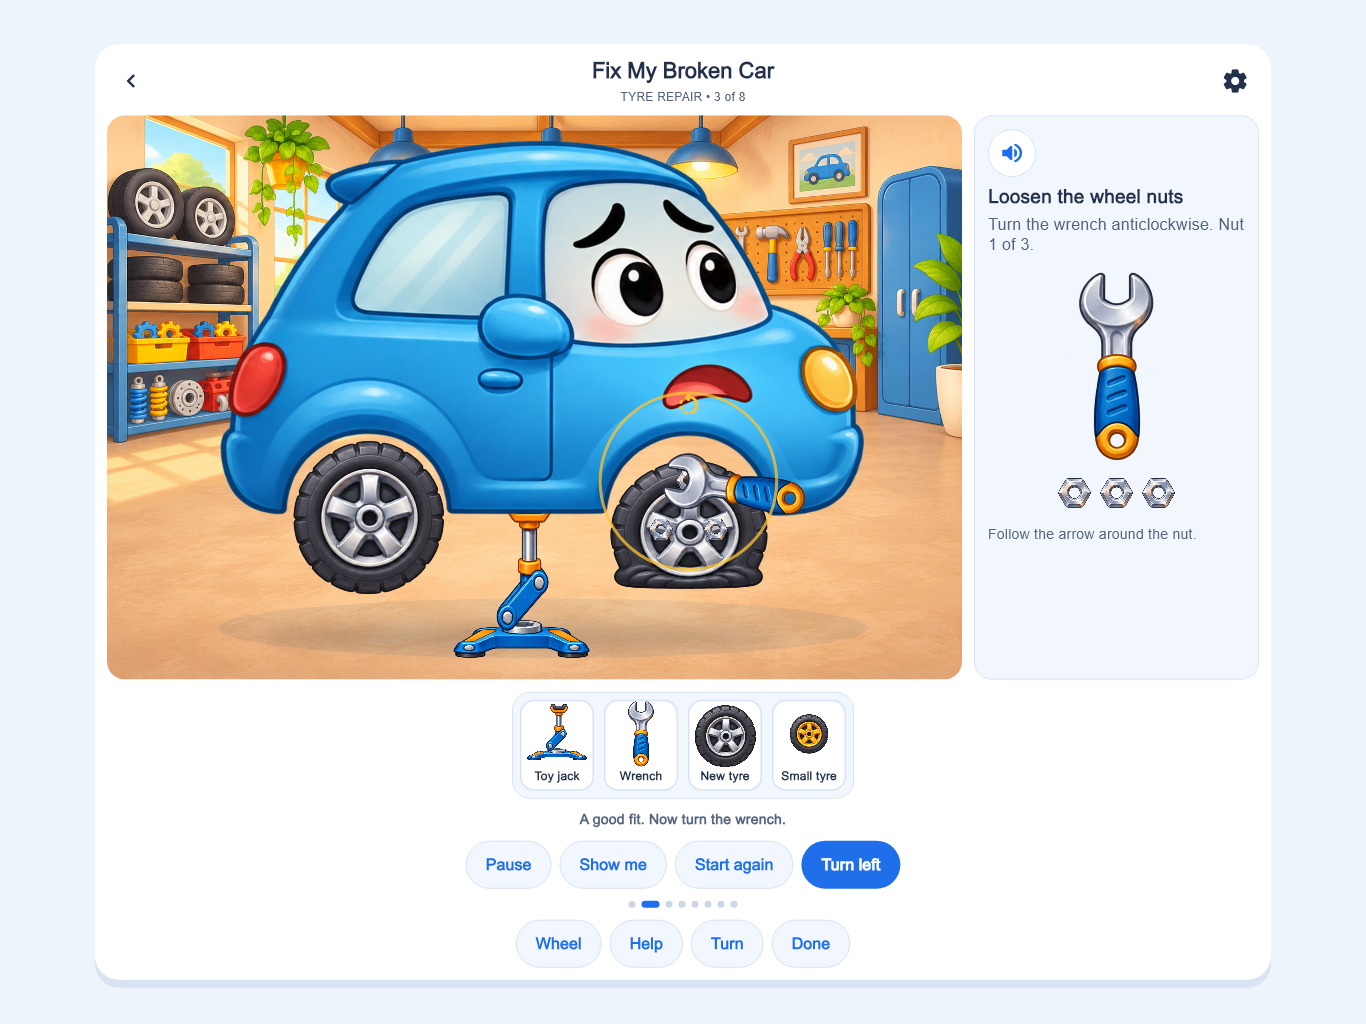 Fix My Broken Car
TYRE REPAIR • 3 of 8
Loosen the wheel nuts
Turn the wrench anticlockwise. Nut
1 of 3.
Follow the arrow around the nut.
Toy jack
Wrench
New tyre
Small tyre
A good fit. Now turn the wrench.
Pause
Show me
Start again
Turn left
Wheel
Help
Turn
Done